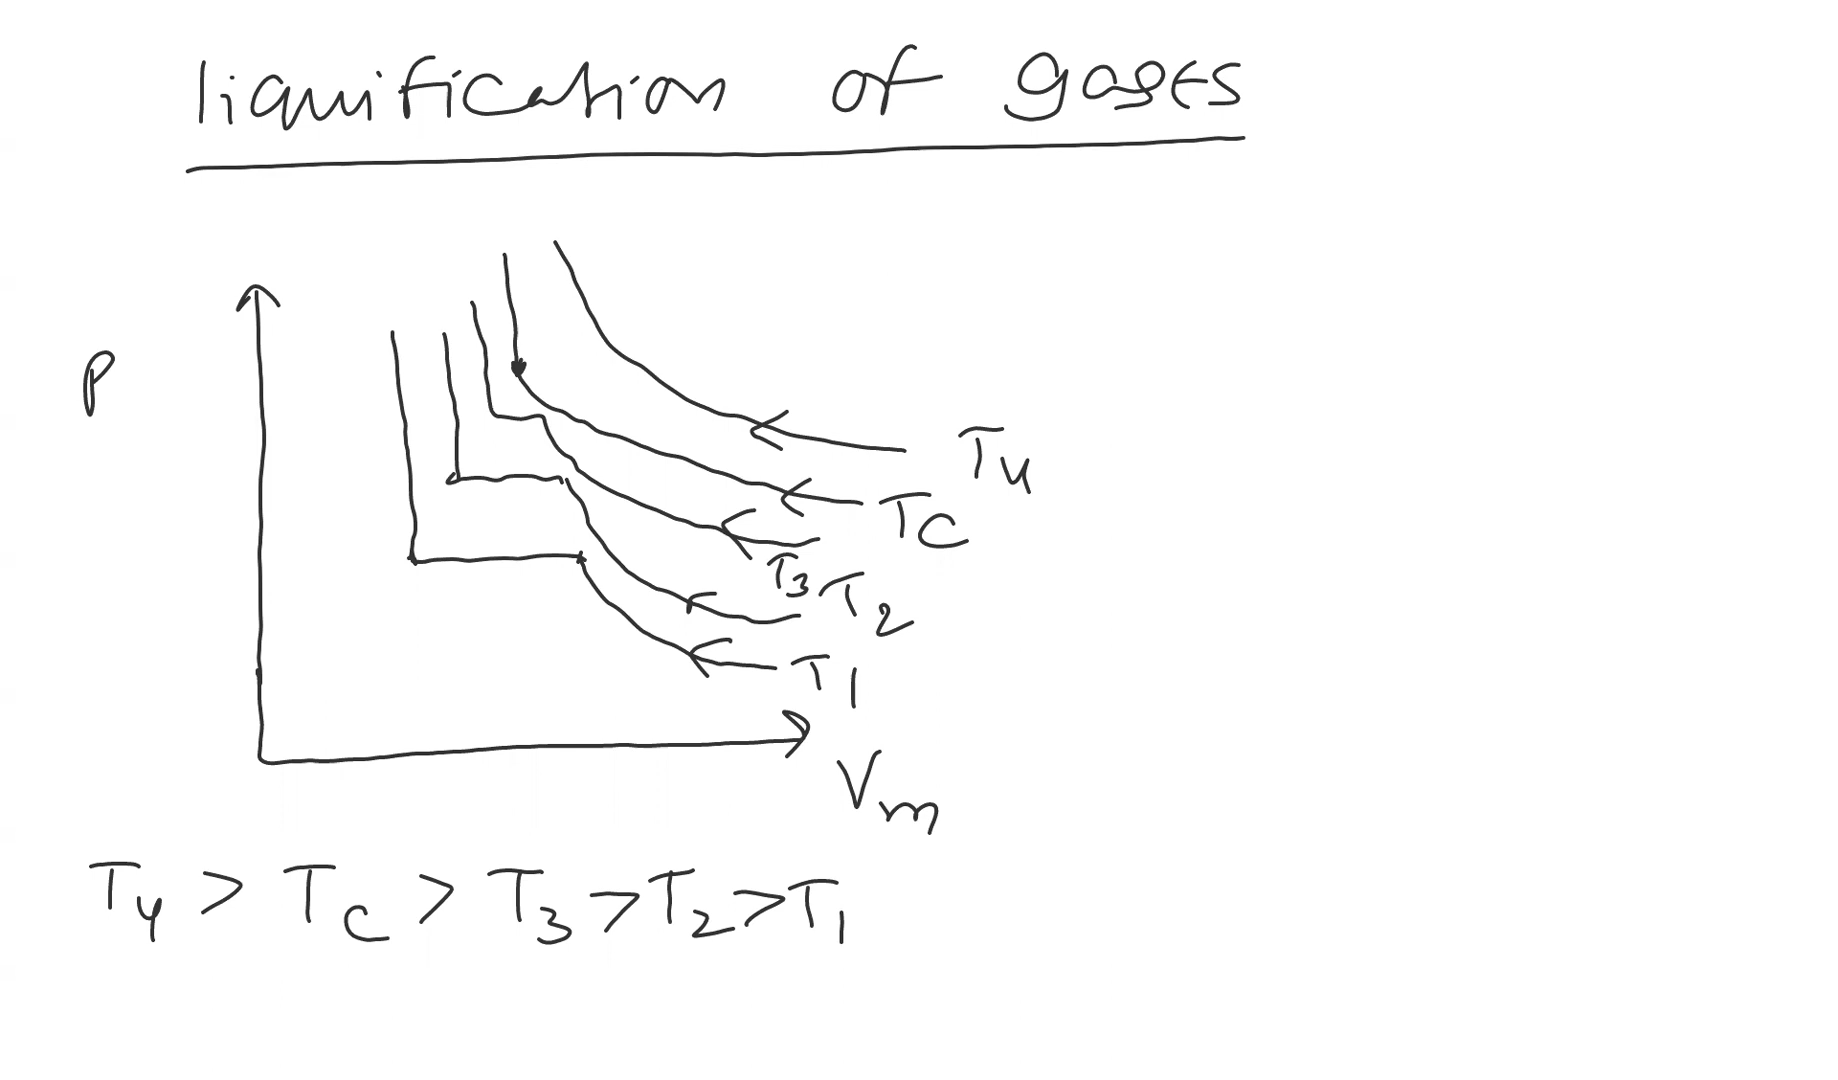 liquification of gases
P
T4
TC
T3
T2
T1
Vm
T4 > TC > T3 > T2 > T1